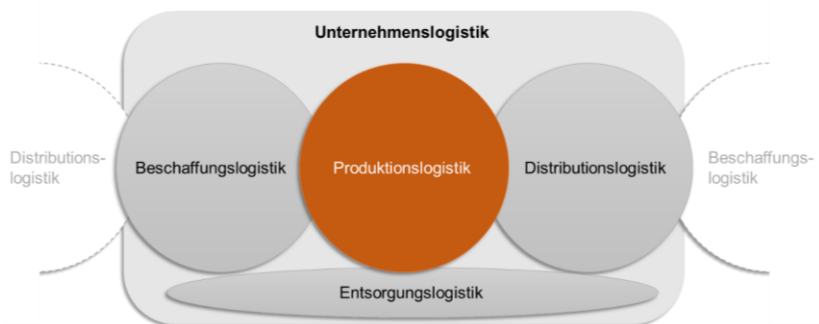 Unternehmenslogistik
Distributions-
logistik
Beschaffungslogistik
Produktionslogistik
Distributionslogistik
Beschaffungs-
logistik
Entsorgungslogistik